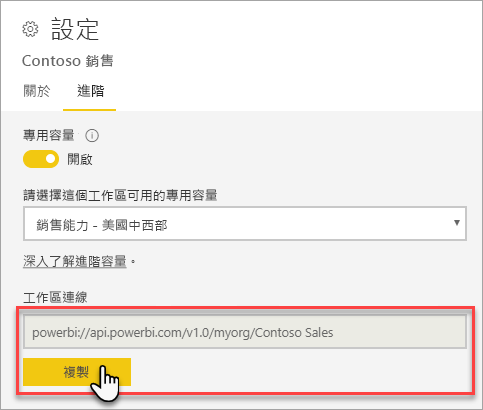 設定
Contoso 銷售
關於 進階
專用容量
開啟
請選擇這個工作區可用的專用容量
銷售能力 - 美國中西部
深入了解進階容量。
工作區連線
powerbi://api.powerbi.com/v1.0/myorg/Contoso Sales
複製